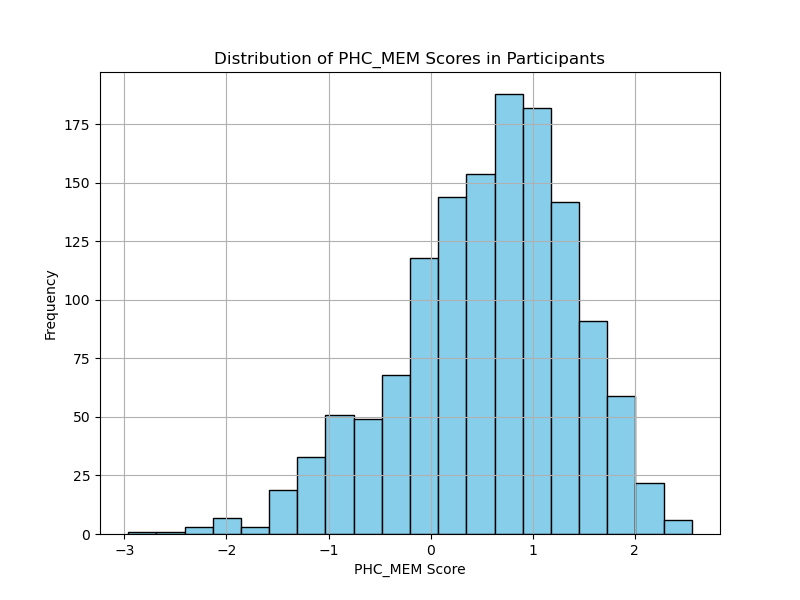 Distribution of PHC_MEM Scores in Participants
175
150
125
100
75
50
25
0
Frequency
−3 −2 −1 0 1 2
PHC_MEM Score